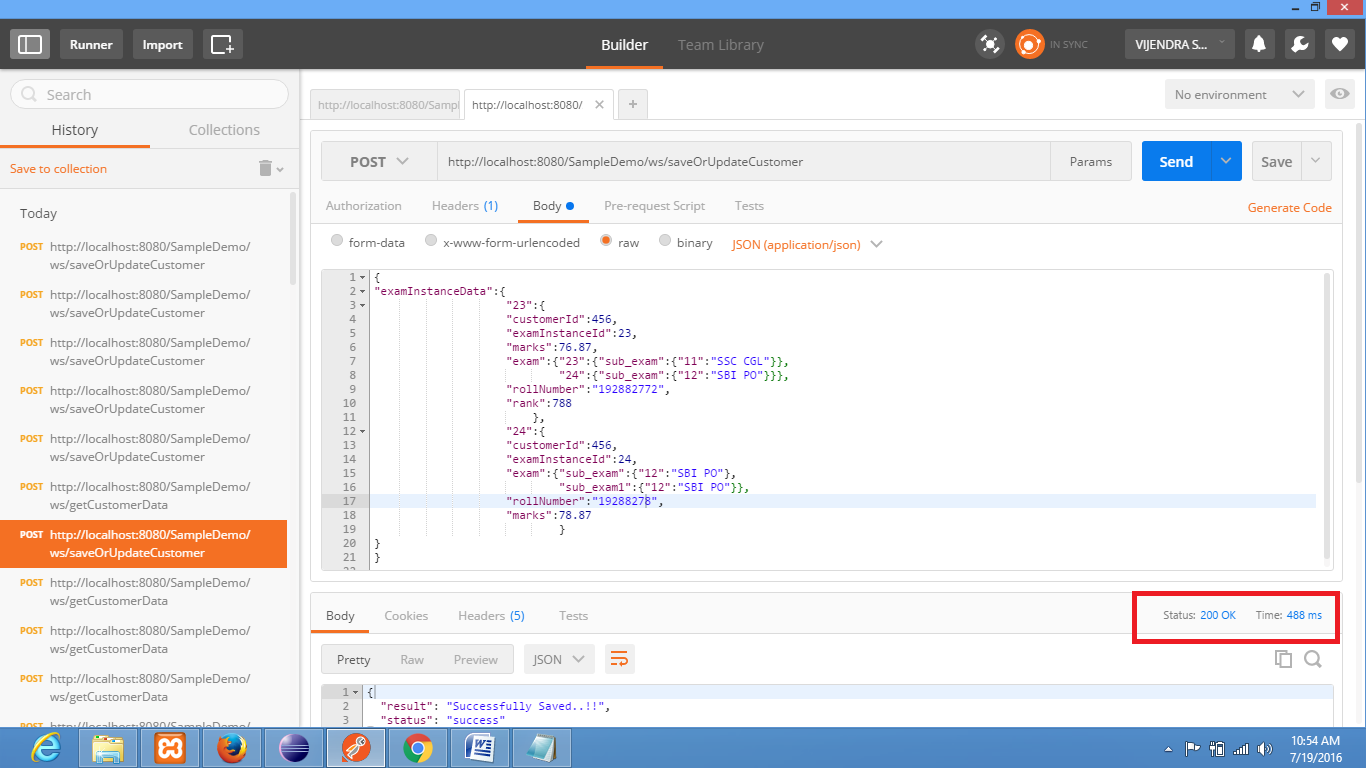 Runner
Import
Builder
Team Library
IN SYNC
VIJENDRA S...
Search
History
Collections
Save to collection
Today
POST http://localhost:8080/SampleDemo/
ws/saveOrUpdateCustomer
POST http://localhost:8080/SampleDemo/
ws/saveOrUpdateCustomer
POST http://localhost:8080/SampleDemo/
ws/saveOrUpdateCustomer
POST http://localhost:8080/SampleDemo/
ws/saveOrUpdateCustomer
POST http://localhost:8080/SampleDemo/
ws/saveOrUpdateCustomer
POST http://localhost:8080/SampleDemo/
ws/getCustomerData
POST http://localhost:8080/SampleDemo/
ws/saveOrUpdateCustomer
POST http://localhost:8080/SampleDemo/
ws/getCustomerData
POST http://localhost:8080/SampleDemo/
ws/getCustomerData
POST http://localhost:8080/SampleDemo/
ws/getCustomerData
POST http://localhost:8080/SampleDemo/
http://localhost:8080/Sampl
http://localhost:8080/
No environment
POST http://localhost:8080/SampleDemo/ws/saveOrUpdateCustomer Params Send Save
Authorization Headers (1) Body Pre-request Script Tests Generate Code
form-data x-www-form-urlencoded raw binary JSON (application/json)
1 {
2 "examInstanceData":{
3 "23":{
4 "customerId":456,
5 "examInstanceId":23,
6 "marks":76.87,
7 "exam":{"23":{"sub_exam":{"11":"SSC CGL"}},
8 "24":{"sub_exam":{"12":"SBI PO"}}},
9 "rollNumber":"192882772",
10 "rank":788
11 },
12 "24":{
13 "customerId":456,
14 "examInstanceId":24,
15 "exam":{"sub_exam":{"12":"SBI PO"},
16 "sub_exam1":{"12":"SBI PO"}},
17 "rollNumber":"19288278",
18 "marks":78.87
19 }
20 }
21 }
22
Body Cookies Headers (5) Tests Status: 200 OK Time: 488 ms
Pretty Raw Preview JSON
1 {
2 "result": "Successfully Saved..!!",
3 "status": "success"
10:54 AM
7/19/2016